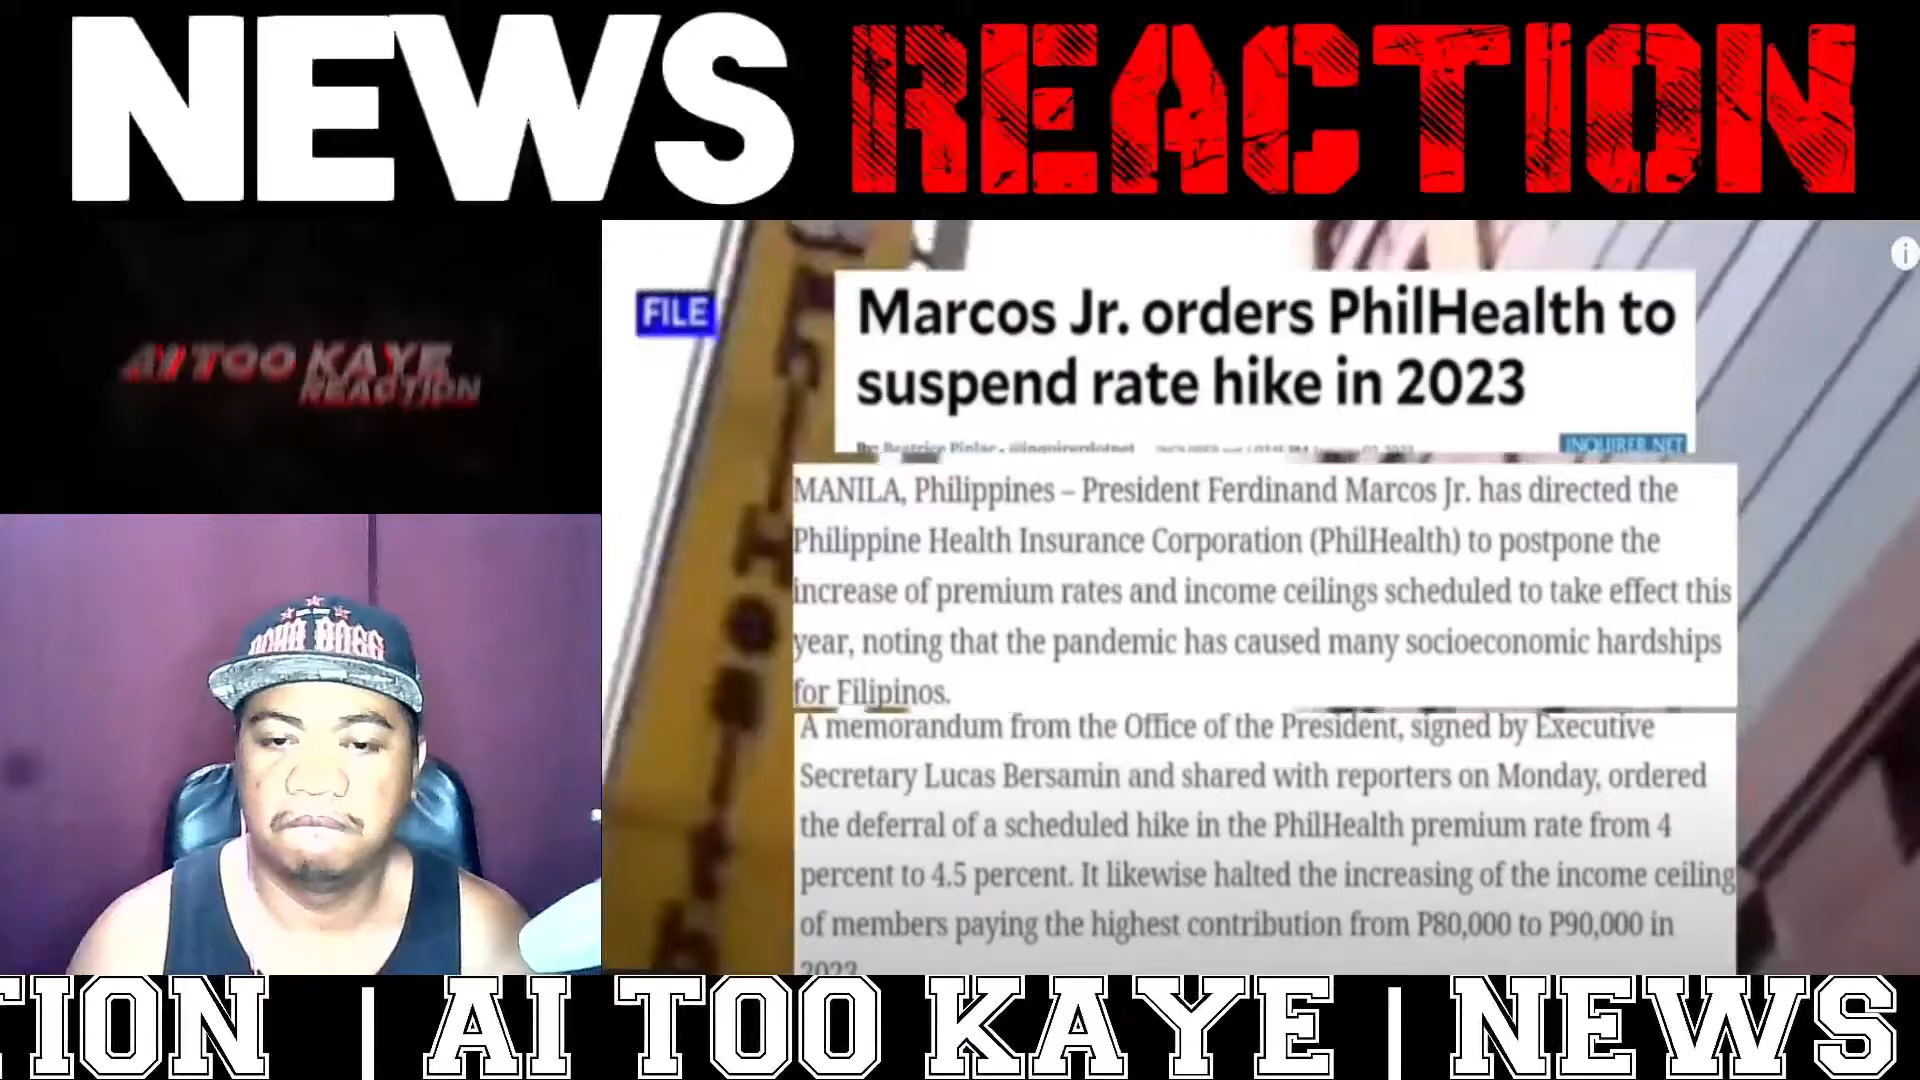 NEWS REACTION
AI TOO KAYE
REACTION
FILE
Marcos Jr. orders PhilHealth to
suspend rate hike in 2023
By: Beatrice Pinlac - @inquirerdotnet
INQUIRER.NET
MANILA, Philippines – President Ferdinand Marcos Jr. has directed the
Philippine Health Insurance Corporation (PhilHealth) to postpone the
increase of premium rates and income ceilings scheduled to take effect this
year, noting that the pandemic has caused many socioeconomic hardships
for Filipinos.
A memorandum from the Office of the President, signed by Executive
Secretary Lucas Bersamin and shared with reporters on Monday, ordered
the deferral of a scheduled hike in the PhilHealth premium rate from 4
percent to 4.5 percent. It likewise halted the increasing of the income ceiling
of members paying the highest contribution from P80,000 to P90,000 in
2023
TION | AI TOO KAYE | NEWS